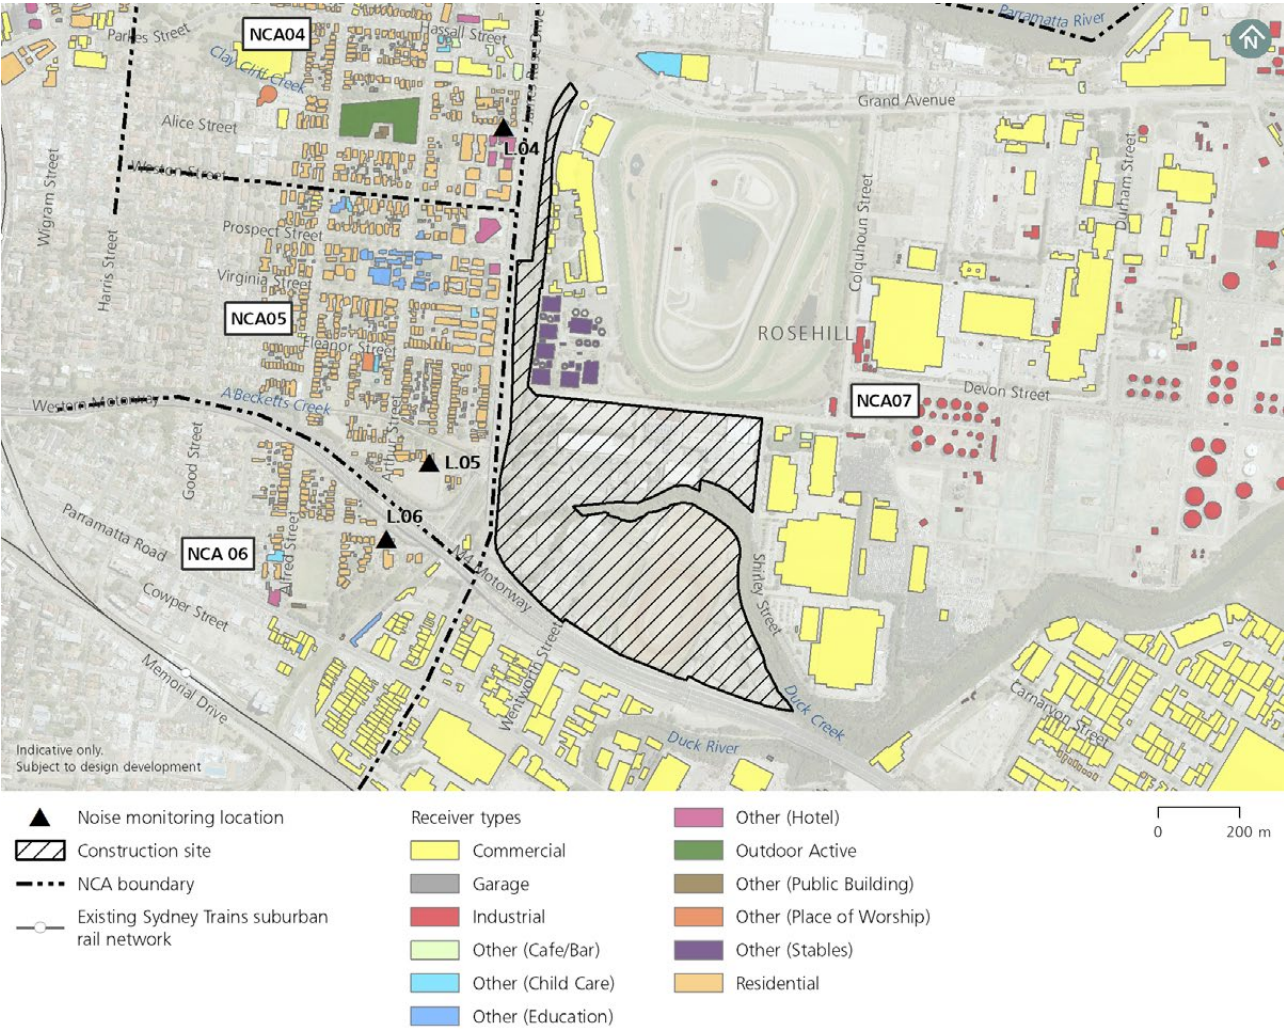 Parramatta River
Parkes Street
NCA04
Hassall Street
James Ruse Drive
N
Clay Cliff Creek
Grand Avenue
Alice Street
L.04
Weston Street
Wigram Street
Harris Street
Prospect Street
Colquhoun Street
Durham Street
Virginia Street
NCA05
Eleanor Street
ROSEHILL
Devon Street
NCA07
Western Motorway
A'Becketts Creek
Good Street
Arthur Street
L.05
L.06
Parramatta Road
NCA 06
Alfred Street
M4 Motorway
Shirley Street
Cowper Street
Wentworth Street
Memorial Drive
Duck Creek
Carnarvon Street
Duck River
Indicative only.
Subject to design development
Noise monitoring location
Construction site
NCA boundary
Existing Sydney Trains suburban
rail network
Receiver types
Commercial
Garage
Industrial
Other (Cafe/Bar)
Other (Child Care)
Other (Education)
Other (Hotel)
Outdoor Active
Other (Public Building)
Other (Place of Worship)
Other (Stables)
Residential
0 200 m